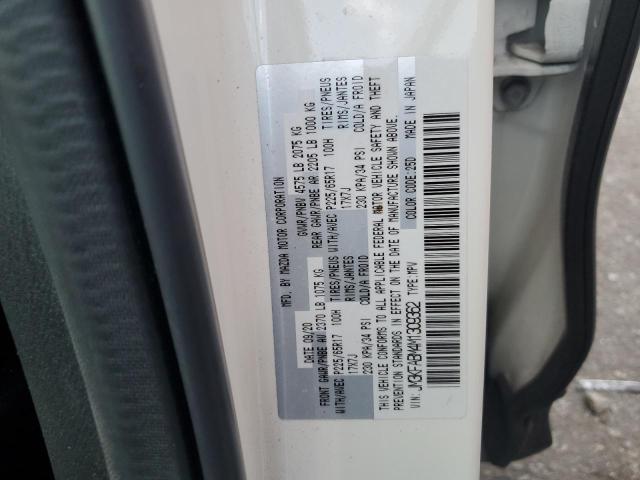 MFD. BY MAZDA MOTOR CORPORATION
DATE 09/20 GVWR/PNBV 4575 LB 2075 KG
FRONT GAWR/PNBE AV 2370 LB 1075 KG REAR GAWR/PNBE AR 2205 LB 1000 KG
WITH/AVEC P225/65R17 100H TIRES/PNEUS WITH/AVEC P225/65R17 100H TIRES/PNEUS
17X7J RIMS/JANTES 17X7J RIMS/JANTES
230 KPA/34 PSI COLD/A FROID 230 KPA/34 PSI COLD/A FROID
THIS VEHICLE CONFORMS TO ALL APPLICABLE FEDERAL MOTOR VEHICLE SAFETY AND THEFT
PREVENTION STANDARDS IN EFFECT ON THE DATE OF MANUFACTURE SHOWN ABOVE.
COLOR CODE:25D MADE IN JAPAN
VIN: TYPE:MPV